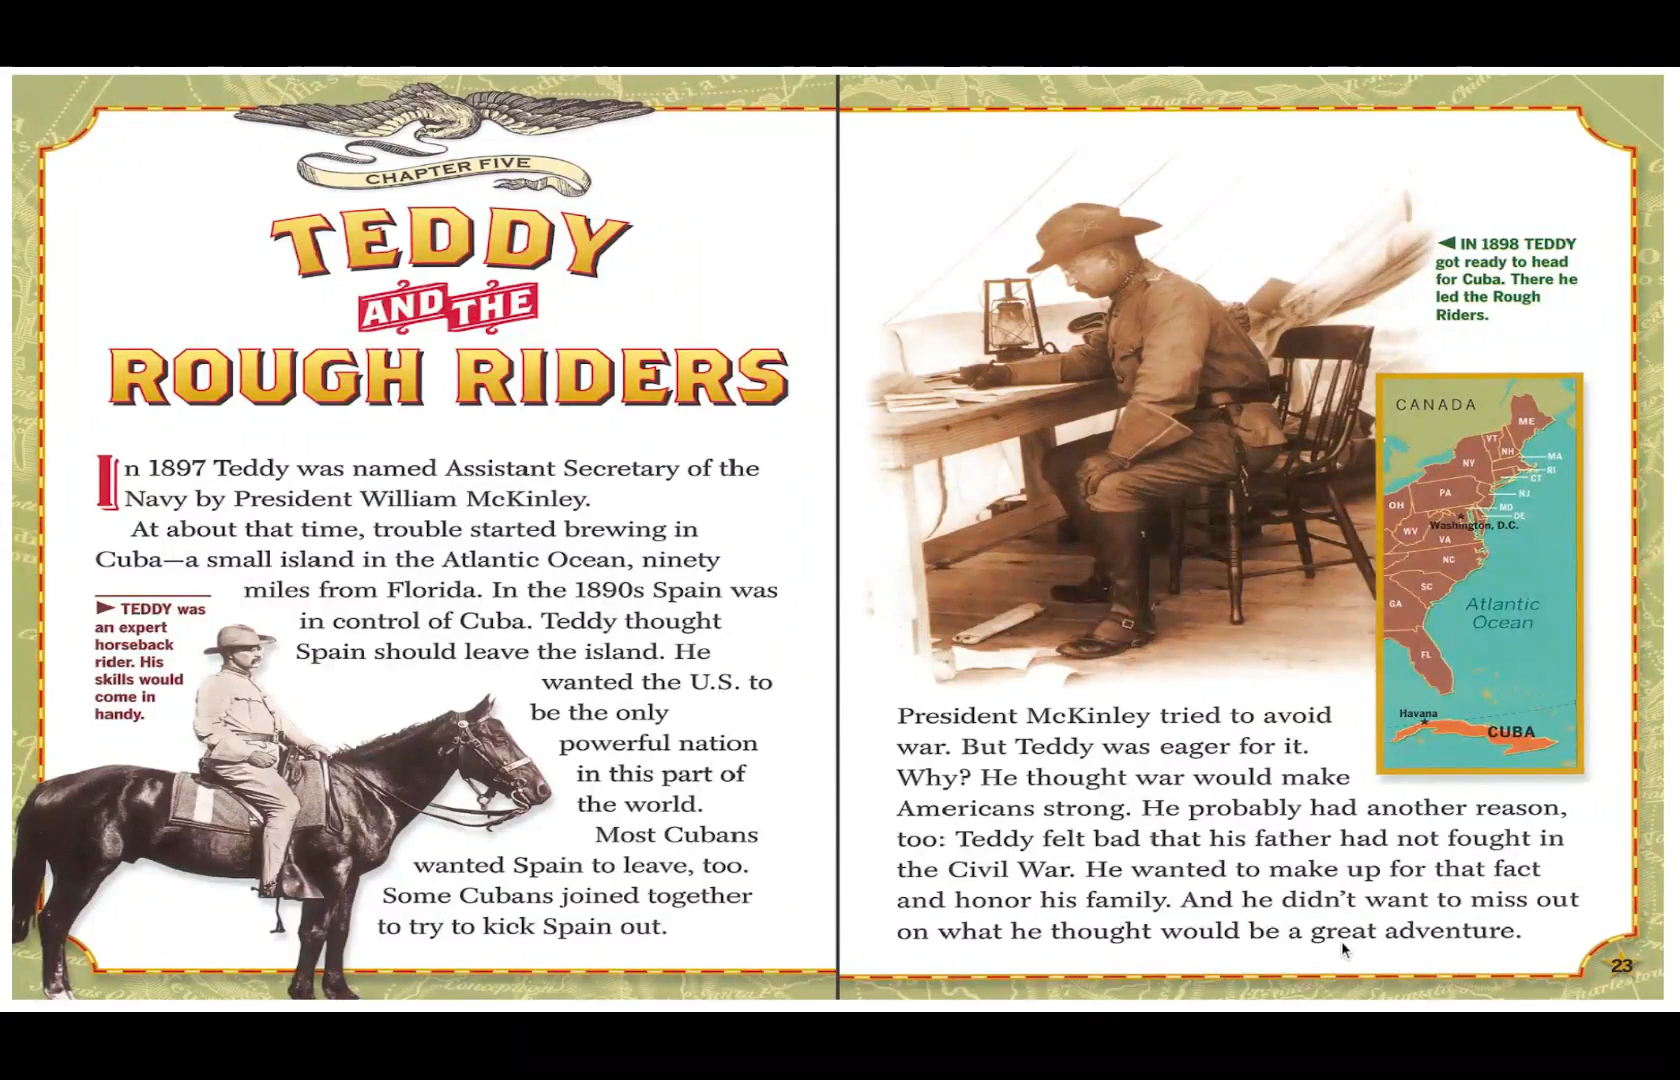 CHAPTER FIVE
TEDDY
AND THE
ROUGH RIDERS
In 1897 Teddy was named Assistant Secretary of the
Navy by President William McKinley.
At about that time, trouble started brewing in
Cuba—a small island in the Atlantic Ocean, ninety
miles from Florida. In the 1890s Spain was
in control of Cuba. Teddy thought
Spain should leave the island. He
wanted the U.S. to
be the only
powerful nation
in this part of
the world.
Most Cubans
wanted Spain to leave, too.
Some Cubans joined together
to try to kick Spain out.
► TEDDY was
an expert
horseback
rider. His
skills would
come in
handy.
◄ IN 1898 TEDDY
got ready to head
for Cuba. There he
led the Rough
Riders.
CANADA
ME
VT
NH
MA
NY
RI
CT
PA
NJ
OH
MD
DE
Washington, D.C.
WV
VA
NC
SC
GA
Atlantic
Ocean
FL
Havana
CUBA
President McKinley tried to avoid
war. But Teddy was eager for it.
Why? He thought war would make
Americans strong. He probably had another reason,
too: Teddy felt bad that his father had not fought in
the Civil War. He wanted to make up for that fact
and honor his family. And he didn't want to miss out
on what he thought would be a great adventure.
23